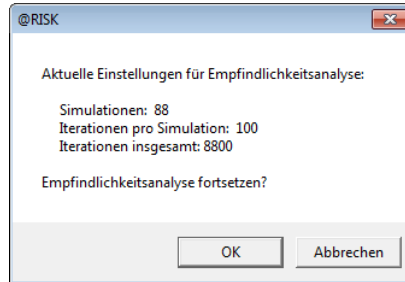 @RISK
Aktuelle Einstellungen für Empfindlichkeitsanalyse:
Simulationen: 88
Iterationen pro Simulation: 100
Iterationen insgesamt: 8800
Empfindlichkeitsanalyse fortsetzen?
OK Abbrechen